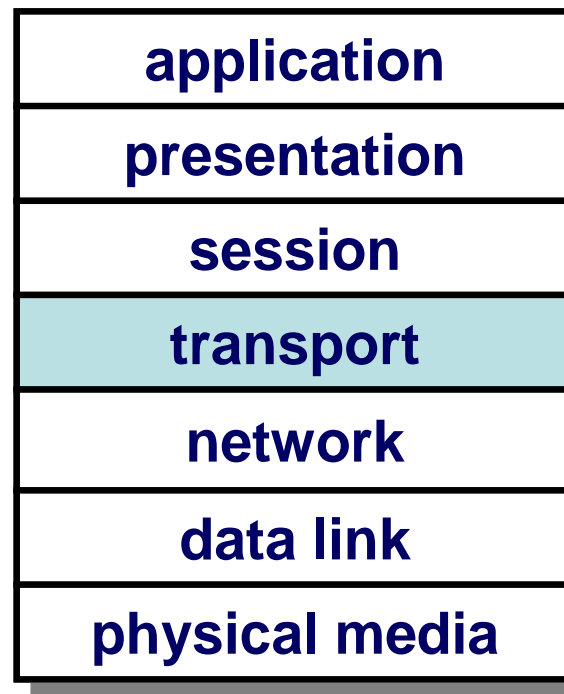 application
presentation
session
transport
network
data link
physical media